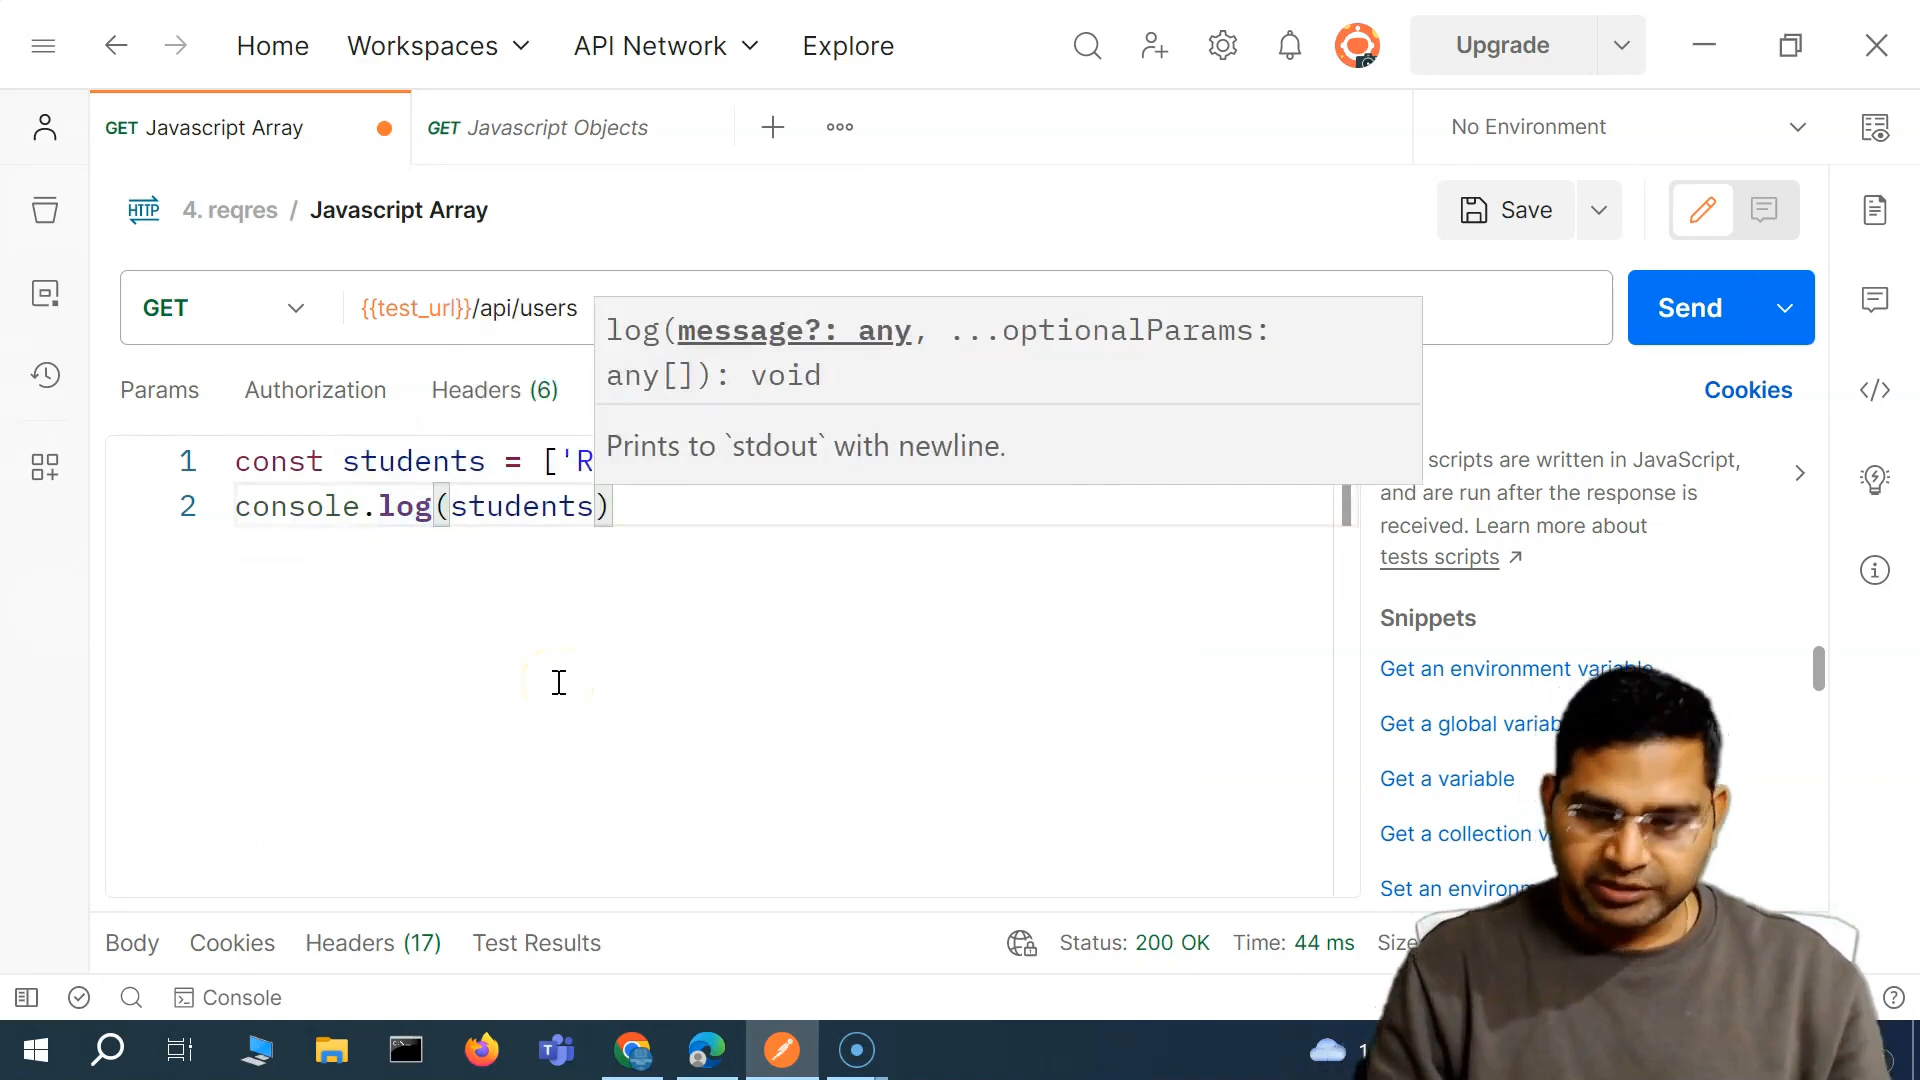 Home Workspaces API Network Explore Upgrade
GET Javascript Array GET Javascript Objects No Environment
HTTP 4. reqres / Javascript Array Save
GET {{test_url}}/api/users Send
log(message?: any, ...optionalParams:
any[]): void
Params Authorization Headers (6) Cookies
Prints to `stdout` with newline.
1 const students = ['R
2 console.log(students)
scripts are written in JavaScript,
and are run after the response is
received. Learn more about
tests scripts ↗
Snippets
Get an environment variable
Get a global variab
Get a variable
Get a collection v
Set an environm
Body Cookies Headers (17) Test Results Status: 200 OK Time: 44 ms Size
Console